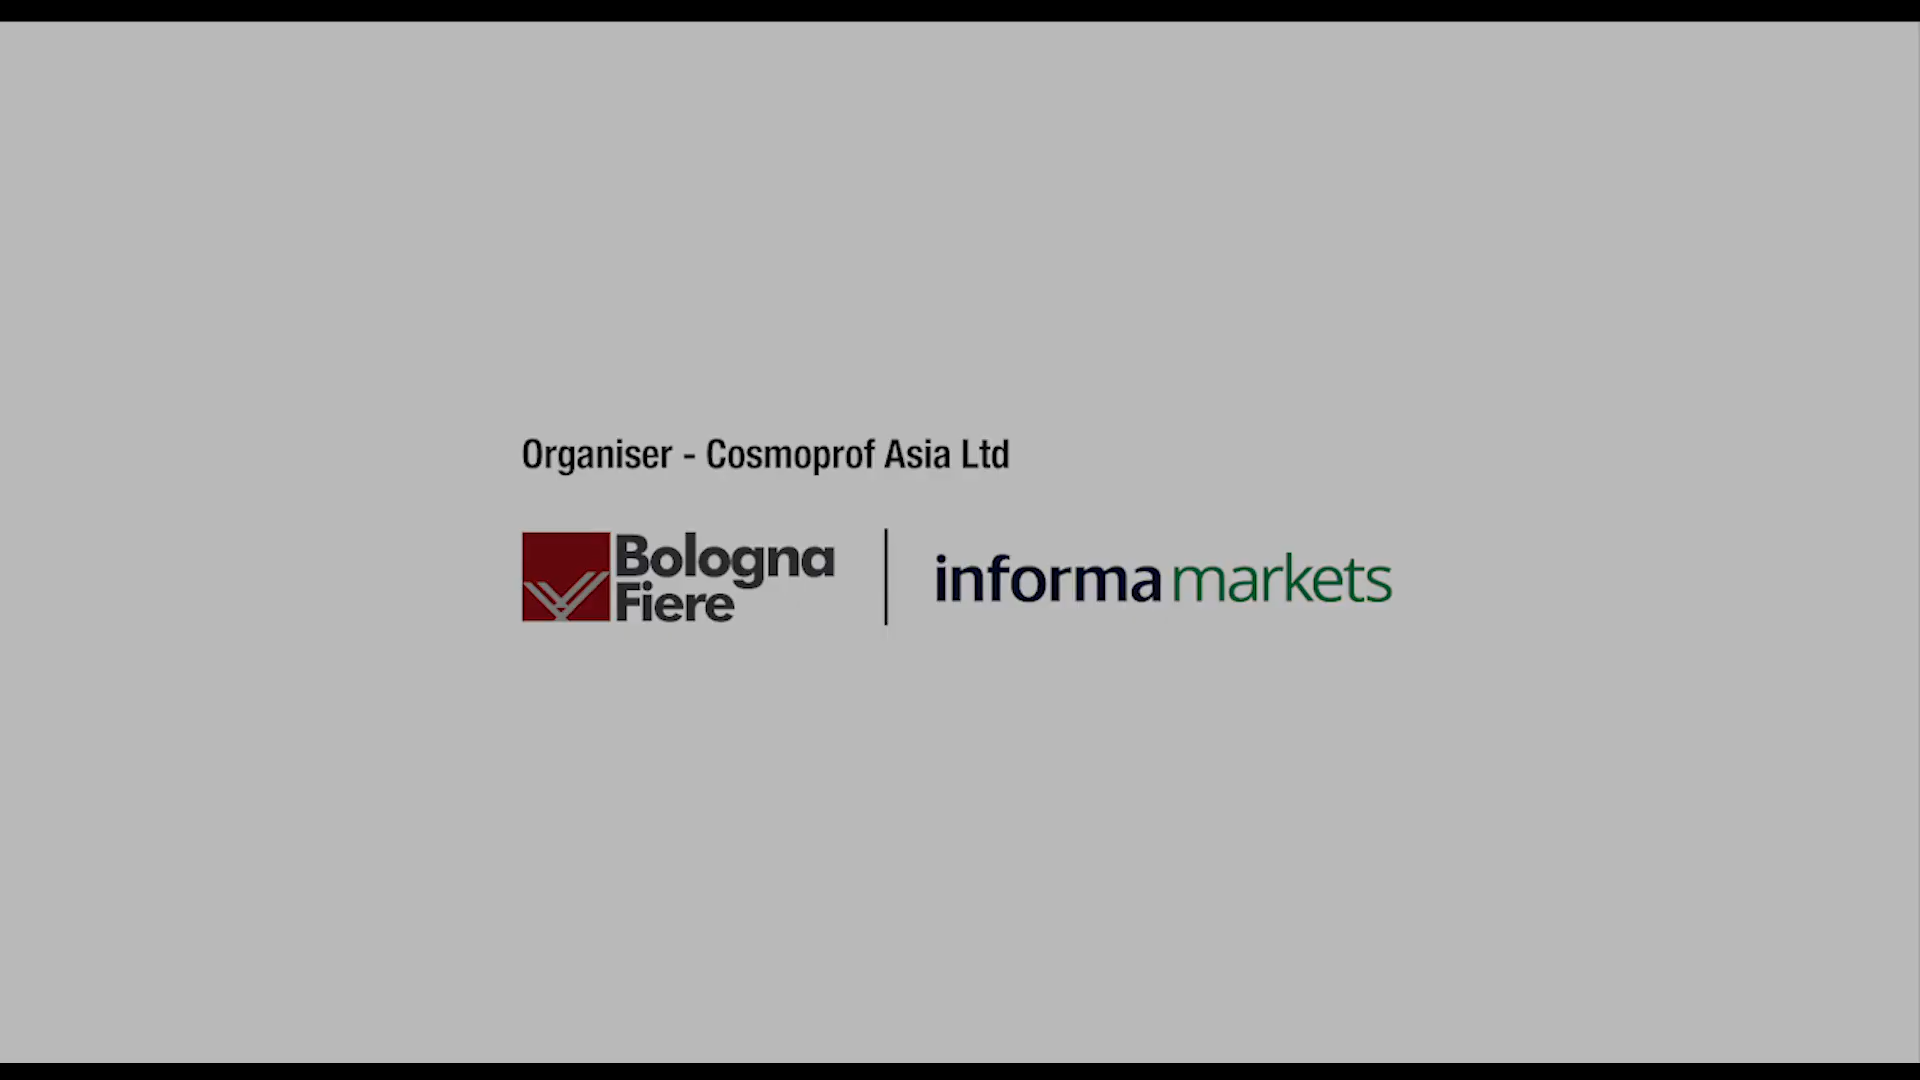 Organiser - Cosmoprof Asia Ltd
Bologna
Fiere
informa markets